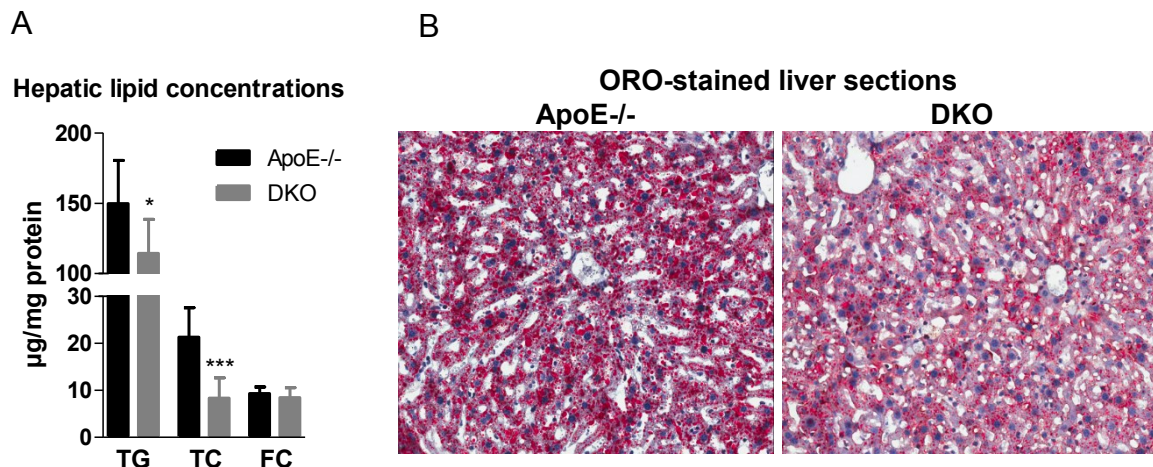 A
Hepatic lipid concentrations
200
150
100
30
20
10
0
µg/mg protein
ApoE-/-
DKO
*
***
TG TC FC
B
ORO-stained liver sections
ApoE-/- DKO